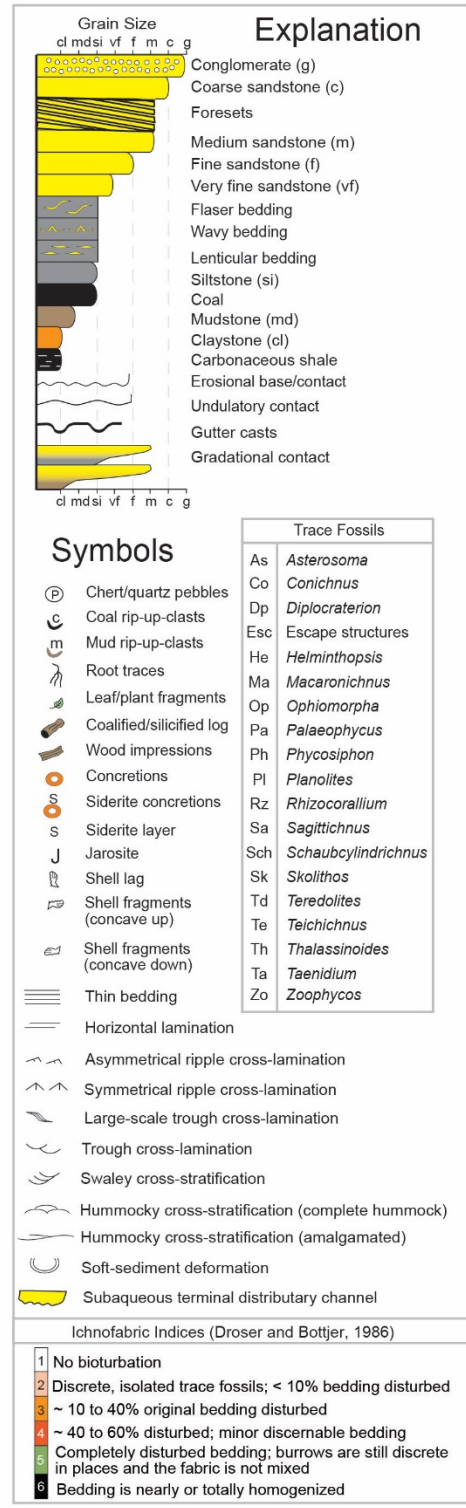 Explanation
Grain Size
cl md si vf f m c g
Conglomerate (g)
Coarse sandstone (c)
Foresets
Medium sandstone (m)
Fine sandstone (f)
Very fine sandstone (vf)
Flaser bedding
Wavy bedding
Lenticular bedding
Siltstone (si)
Coal
Mudstone (md)
Claystone (cl)
Carbonaceous shale
Erosional base/contact
Undulatory contact
Gutter casts
Gradational contact
cl md si vf f m c g
Symbols
P Chert/quartz pebbles
c Coal rip-up-clasts
m Mud rip-up-clasts
Root traces
Leaf/plant fragments
Coalified/silicified log
Wood impressions
Concretions
S Siderite concretions
s Siderite layer
J Jarosite
Shell lag
Shell fragments
(concave up)
Shell fragments
(concave down)
Thin bedding
Horizontal lamination
Asymmetrical ripple cross-lamination
Symmetrical ripple cross-lamination
Large-scale trough cross-lamination
Trough cross-lamination
Swaley cross-stratification
Hummocky cross-stratification (complete hummock)
Hummocky cross-stratification (amalgamated)
Soft-sediment deformation
Subaqueous terminal distributary channel
Trace Fossils
As Asterosoma
Co Conichnus
Dp Diplocraterion
Esc Escape structures
He Helminthopsis
Ma Macaronichnus
Op Ophiomorpha
Pa Palaeophycus
Ph Phycosiphon
Pl Planolites
Rz Rhizocorallium
Sa Sagittichnus
Sch Schaubcylindrichnus
Sk Skolithos
Td Teredolites
Te Teichichnus
Th Thalassinoides
Ta Taenidium
Zo Zoophycos
Ichnofabric Indices (Droser and Bottjer, 1986)
1 No bioturbation
2 Discrete, isolated trace fossils; < 10% bedding disturbed
3 ~ 10 to 40% original bedding disturbed
4 ~ 40 to 60% disturbed; minor discernable bedding
5 Completely disturbed bedding; burrows are still discrete
in places and the fabric is not mixed
6 Bedding is nearly or totally homogenized